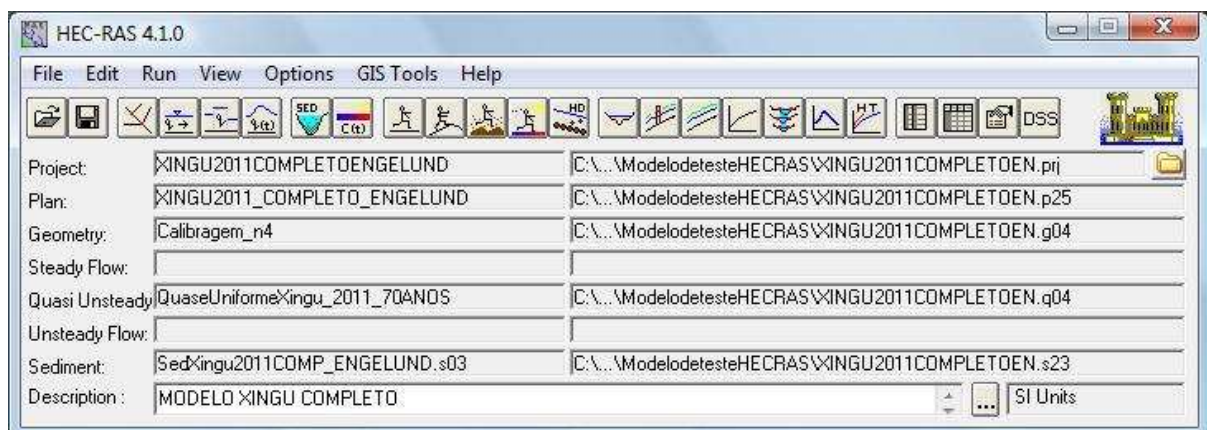 HEC-RAS 4.1.0
File Edit Run View Options GIS Tools Help
SED C(t) HD H,T, DSS
Project: XINGU2011COMPLETOENGELUND C:\...\ModelodetesteHECRAS\XINGU2011COMPLETOEN.prj
Plan: XINGU2011_COMPLETO_ENGELUND C:\...\ModelodetesteHECRAS\XINGU2011COMPLETOEN.p25
Geometry: Calibragem_n4 C:\...\ModelodetesteHECRAS\XINGU2011COMPLETOEN.g04
Steady Flow:
Quasi Unsteady QuaseUniformeXingu_2011_70ANOS C:\...\ModelodetesteHECRAS\XINGU2011COMPLETOEN.q04
Unsteady Flow:
Sediment: SedXingu2011COMP_ENGELUND.s03 C:\...\ModelodetesteHECRAS\XINGU2011COMPLETOEN.s23
Description : MODELO XINGU COMPLETO ... SI Units